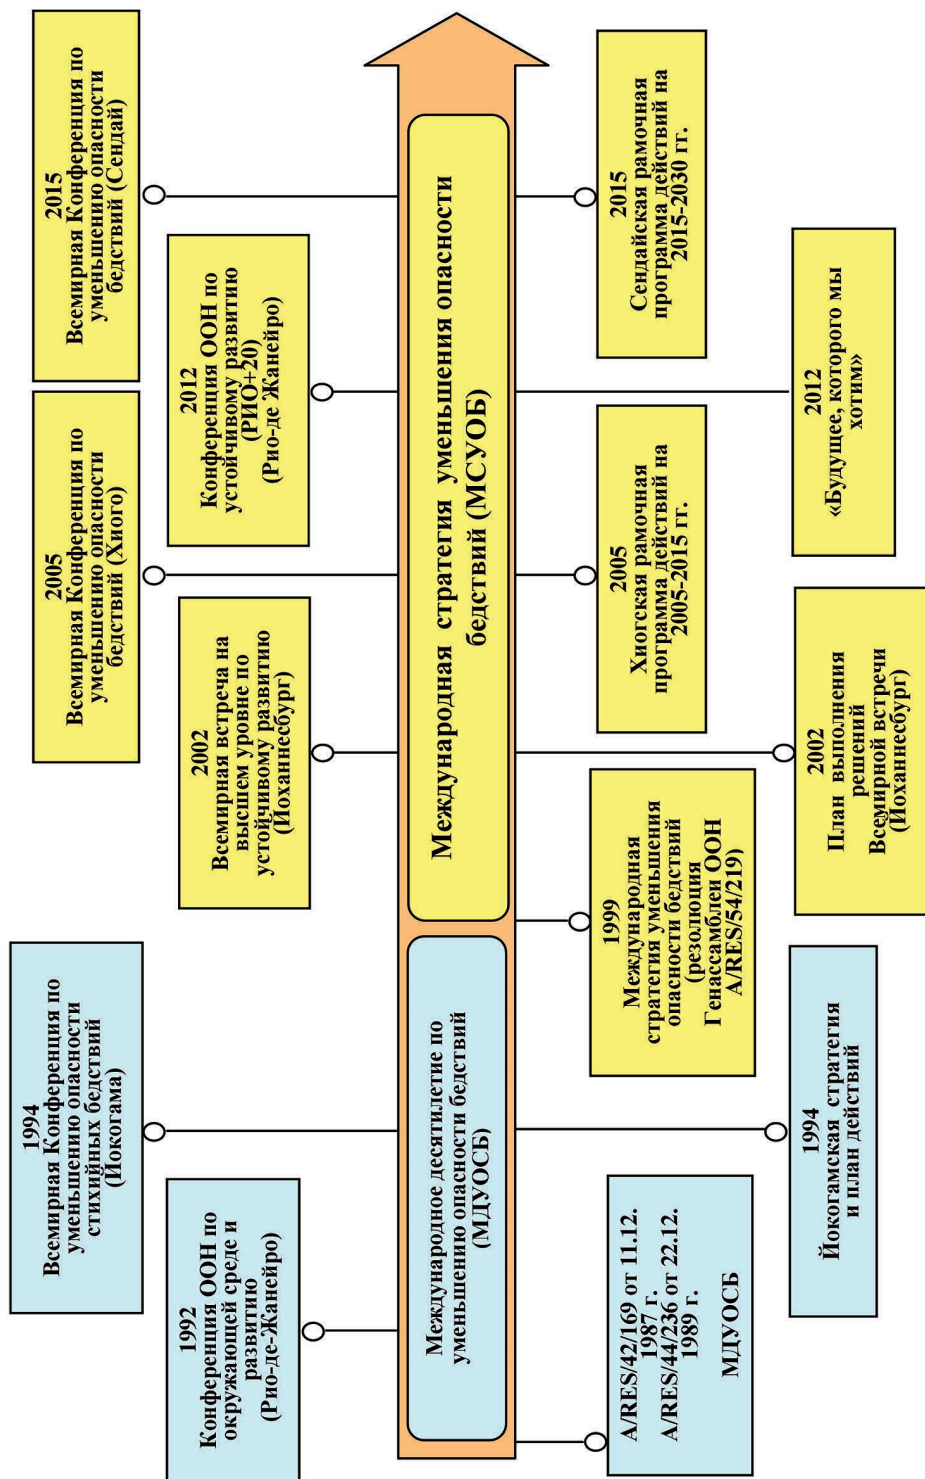 1992
Конференция ООН по
окружающей среде и
развитию
(Рио-де-Жанейро)
1994
Всемирная Конференция по
уменьшению опасности
стихийных бедствий
(Йокогама)
2002
Всемирная встреча на
высшем уровне по
устойчивому развитию
(Йоханнесбург)
2005
Всемирная Конференция по
уменьшению опасности
бедствий (Хиого)
2012
Конференция ООН по
устойчивому развитию
(РИО+20)
(Рио-де Жанейро)
2015
Всемирная Конференция по
уменьшению опасности
бедствий (Сендай)
Международное десятилетие по
уменьшению опасности бедствий
(МДУОСБ)
Международная стратегия уменьшения опасности
бедствий (МСУОБ)
A/RES/42/169 от 11.12.
1987 г.
A/RES/44/236 от 22.12.
1989 г.
МДУОСБ
1994
Йокогамская стратегия
и план действий
1999
Международная
стратегия уменьшения
опасности бедствий
(резолюция
Генассамблеи ООН
A/RES/54/219)
2002
План выполнения
решений
Всемирной встречи
(Йоханнесбург)
2005
Хиогская рамочная
программа действий на
2005-2015 гг.
2012
«Будущее, которого мы
хотим»
2015
Сендайская рамочная
программа действий на
2015-2030 гг.